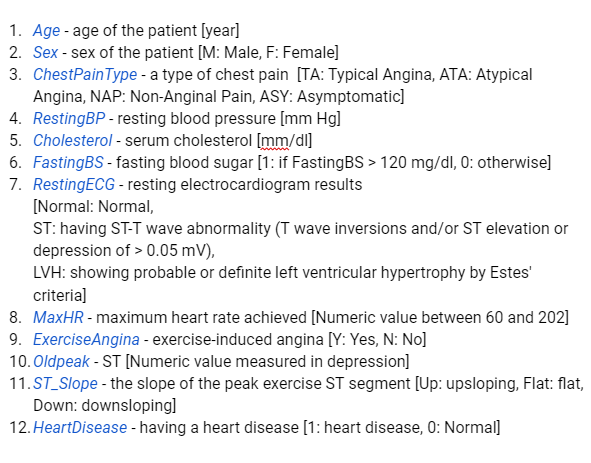 1. Age - age of the patient [year]
2. Sex - sex of the patient [M: Male, F: Female]
3. ChestPainType - a type of chest pain [TA: Typical Angina, ATA: Atypical
Angina, NAP: Non-Anginal Pain, ASY: Asymptomatic]
4. RestingBP - resting blood pressure [mm Hg]
5. Cholesterol - serum cholesterol [mm/dl]
6. FastingBS - fasting blood sugar [1: if FastingBS > 120 mg/dl, 0: otherwise]
7. RestingECG - resting electrocardiogram results
[Normal: Normal,
ST: having ST-T wave abnormality (T wave inversions and/or ST elevation or
depression of > 0.05 mV),
LVH: showing probable or definite left ventricular hypertrophy by Estes'
criteria]
8. MaxHR - maximum heart rate achieved [Numeric value between 60 and 202]
9. ExerciseAngina - exercise-induced angina [Y: Yes, N: No]
10. Oldpeak - ST [Numeric value measured in depression]
11. ST_Slope - the slope of the peak exercise ST segment [Up: upsloping, Flat: flat,
Down: downsloping]
12. HeartDisease - having a heart disease [1: heart disease, 0: Normal]